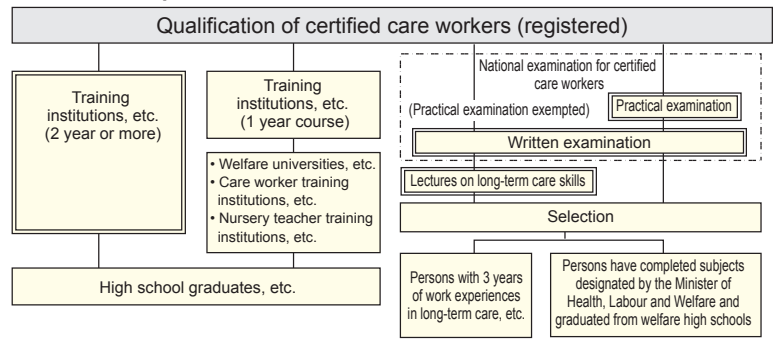 Qualification of certified care workers (registered)
Training
institutions, etc.
(2 year or more)
Training
institutions, etc.
(1 year course)
• Welfare universities, etc.
• Care worker training
institutions, etc.
• Nursery teacher training
institutions, etc.
High school graduates, etc.
National examination for certified
care workers
(Practical examination exempted)
Practical examination
Written examination
Lectures on long-term care skills
Selection
Persons with 3 years
of work experiences
in long-term care, etc.
Persons have completed subjects
designated by the Minister of
Health, Labour and Welfare and
graduated from welfare high schools